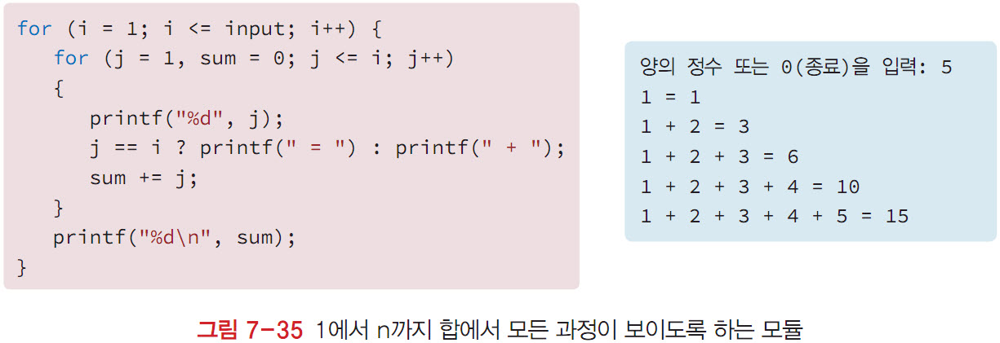 for (i = 1; i <= input; i++) {
for (j = 1, sum = 0; j <= i; j++)
{
printf("%d", j);
j == i ? printf(" = ") : printf(" + ");
sum += j;
}
printf("%d\n", sum);
}
양의 정수 또는 0(종료)을 입력: 5
1 = 1
1 + 2 = 3
1 + 2 + 3 = 6
1 + 2 + 3 + 4 = 10
1 + 2 + 3 + 4 + 5 = 15
그림 7-35 1에서 n까지 합에서 모든 과정이 보이도록 하는 모듈